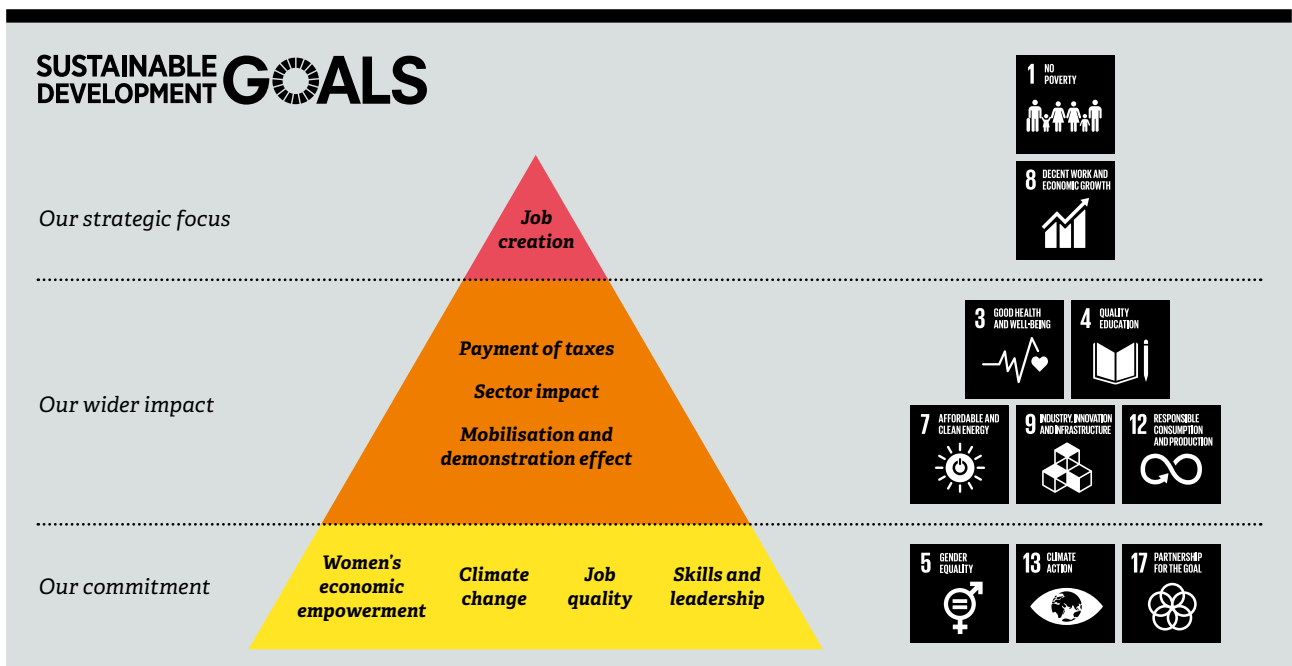 SUSTAINABLE
DEVELOPMENT GOALS
1 NO
POVERTY
8 DECENT WORK AND
ECONOMIC GROWTH
Our strategic focus
Job
creation
3 GOOD HEALTH
AND WELL-BEING
4 QUALITY
EDUCATION
Our wider impact
Payment of taxes
Sector impact
Mobilisation and
demonstration effect
7 AFFORDABLE AND
CLEAN ENERGY
9 INDUSTRY, INNOVATION
AND INFRASTRUCTURE
12 RESPONSIBLE
CONSUMPTION
AND PRODUCTION
Our commitment
Women's
economic
empowerment
Climate
change
Job
quality
Skills and
leadership
5 GENDER
EQUALITY
13 CLIMATE
ACTION
17 PARTNERSHIP
FOR THE GOAL